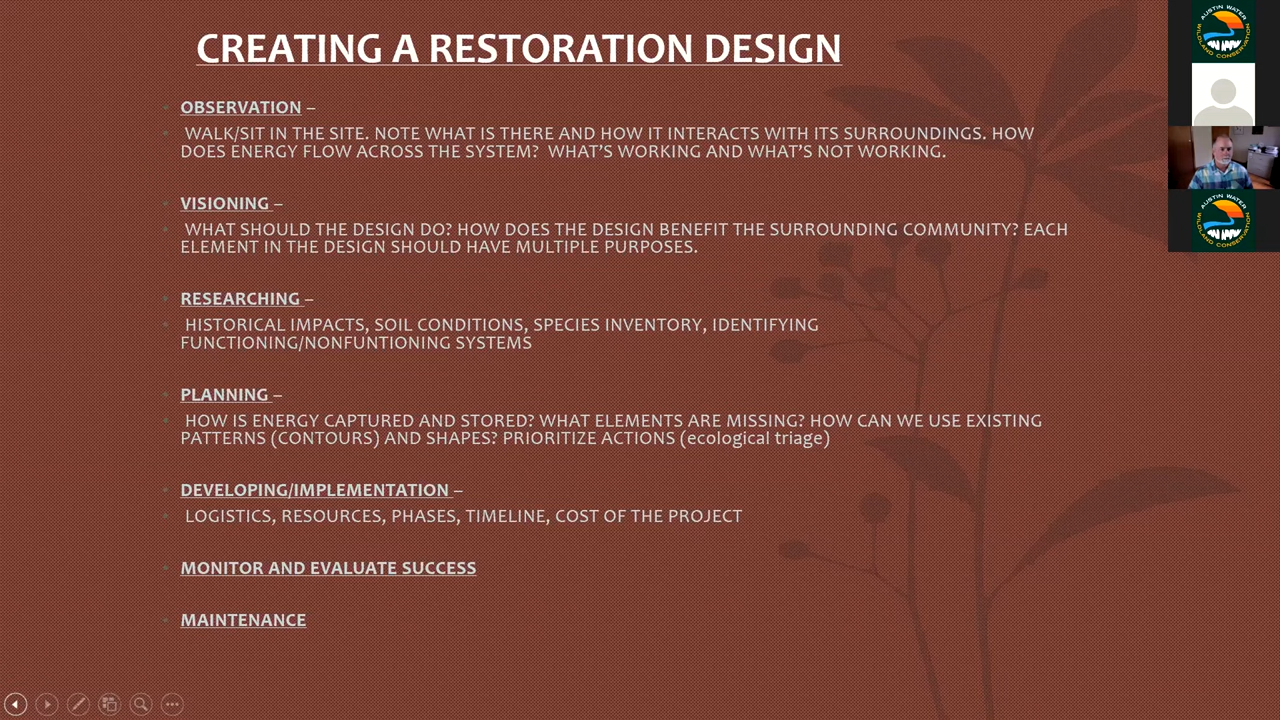 CREATING A RESTORATION DESIGN
OBSERVATION –
WALK/SIT IN THE SITE. NOTE WHAT IS THERE AND HOW IT INTERACTS WITH ITS SURROUNDINGS. HOW
DOES ENERGY FLOW ACROSS THE SYSTEM? WHAT'S WORKING AND WHAT'S NOT WORKING.
VISIONING –
WHAT SHOULD THE DESIGN DO? HOW DOES THE DESIGN BENEFIT THE SURROUNDING COMMUNITY? EACH
ELEMENT IN THE DESIGN SHOULD HAVE MULTIPLE PURPOSES.
RESEARCHING –
HISTORICAL IMPACTS, SOIL CONDITIONS, SPECIES INVENTORY, IDENTIFYING
FUNCTIONING/NONFUNTIONING SYSTEMS
PLANNING –
HOW IS ENERGY CAPTURED AND STORED? WHAT ELEMENTS ARE MISSING? HOW CAN WE USE EXISTING
PATTERNS (CONTOURS) AND SHAPES? PRIORITIZE ACTIONS (ecological triage)
DEVELOPING/IMPLEMENTATION –
LOGISTICS, RESOURCES, PHASES, TIMELINE, COST OF THE PROJECT
MONITOR AND EVALUATE SUCCESS
MAINTENANCE
AUSTIN WATER
WILDLAND CONSERVATION
AUSTIN WATER
WILDLAND CONSERVATION